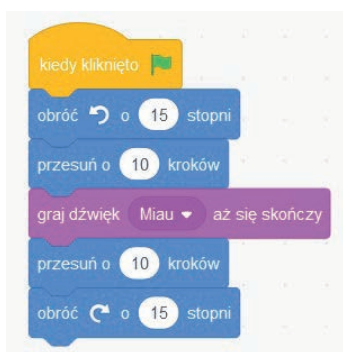 kiedy kliknięto
obróć o 15 stopni
przesuń o 10 kroków
graj dźwięk Miau aż się skończy
przesuń o 10 kroków
obróć o 15 stopni